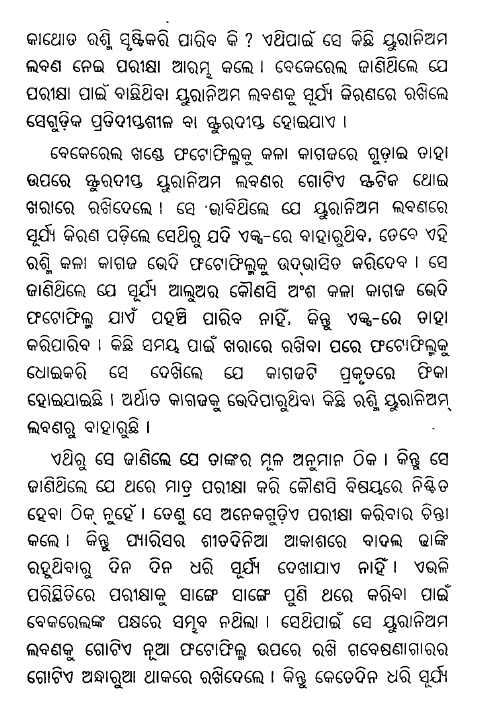 କାଥୋଡ ରଶ୍ମି ସୃଷ୍ଟିକରି ପାରିବ କି ? ଏଥିପାଇଁ ସେ କିଛି ୟୁରାନିଅମ
ଲବଣ ନେଇ ପରୀକ୍ଷା ଆରମ୍ଭ କଲେ । ବେକେରେଲ ଜାଣିଥିଲେ ଯେ
ପରୀକ୍ଷା ପାଇଁ ବାଛିଥିବା ୟୁରାନିଅମ ଲବଣକୁ ସୂର୍ଯ୍ୟ କିରଣରେ ରଖିଲେ
ସେଗୁଡ଼ିକ ପ୍ରତିଦୀପ୍ତଶୀଳ ବା ସ୍ଫୁରଦୀପ୍ତ ହୋଇଯାଏ ।
ବେକେରେଲ ଖଣ୍ଡେ ଫଟୋଫିଲ୍ମକୁ କଳା କାଗଜରେ ଗୁଡ଼ାଇ ତାହା
ଉପରେ ସ୍ଫୁରଦୀପ୍ତ ୟୁରାନିଅମ ଲବଣର ଗୋଟିଏ ସ୍ଫଟିକ ଥୋଇ
ଖରାରେ ରଖିଦେଲେ । ସେ ଭାବିଥିଲେ ଯେ ୟୁରାନିଅମ ଲବଣରେ
ସୂର୍ଯ୍ୟ କିରଣ ପଡ଼ିଲେ ସେଥିରୁ ଯଦି ଏକ୍ସ-ରେ ବାହାରୁଥିବ, ତେବେ ଏହି
ରଶ୍ମି କଳା କାଗଜ ଭେଦି ଫଟୋଫିଲ୍ମକୁ ଉଦ୍‌ଭାସିତ କରିଦେବ । ସେ
ଜାଣିଥିଲେ ଯେ ସୂର୍ଯ୍ୟ ଆଲୁଅର କୌଣସି ଅଂଶ କଳା କାଗଜ ଭେଦି
ଫଟୋଫିଲ୍ମ ଯାଏଁ ପହଞ୍ଚି ପାରିବ ନାହିଁ, କିନ୍ତୁ ଏକ୍ସ-ରେ ତାହା
କରିପାରିବ । କିଛି ସମୟ ପାଇଁ ଖରାରେ ରଖିବା ପରେ ଫଟୋଫିଲ୍ମକୁ
ଧୋଇକରି ସେ ଦେଖିଲେ ଯେ କାଗଜଟି ପ୍ରକୃତରେ ଫିକା
ହୋଇଯାଇଛି । ଅର୍ଥାତ କାଗଜକୁ ଭେଦିପାରୁଥିବା କିଛି ରଶ୍ମି ୟୁରାନିଅମ୍
ଲବଣରୁ ବାହାରୁଛି ।
ଏଥିରୁ ସେ ଜାଣିଲେ ଯେ ତାଙ୍କର ମୂଳ ଅନୁମାନ ଠିକ । କିନ୍ତୁ ସେ
ଜାଣିଥିଲେ ଯେ ଥରେ ମାତ୍ର ପରୀକ୍ଷା କରି କୌଣସି ବିଷୟରେ ନିଶ୍ଚିତ
ହେବା ଠିକ୍ ନୁହେଁ । ତେଣୁ ସେ ଅନେକଗୁଡ଼ିଏ ପରୀକ୍ଷା କରିବାର ଚିନ୍ତା
କଲେ । କିନ୍ତୁ ପ୍ୟାରିସର ଶୀତଦିନିଆ ଆକାଶରେ ବାଦଲ ଢାଙ୍କି
ରହୁଥିବାରୁ ଦିନ ଦିନ ଧରି ସୂର୍ଯ୍ୟ ଦେଖାଯାଏ ନାହିଁ । ଏଭଳି
ପରିସ୍ଥିତିରେ ପରୀକ୍ଷାକୁ ସାଙ୍ଗେ ସାଙ୍ଗେ ପୁଣି ଥରେ କରିବା ପାଇଁ
ବେକରେଲଙ୍କ ପକ୍ଷରେ ସମ୍ଭବ ନଥିଲା । ସେଥିପାଇଁ ସେ ୟୁରାନିଅମ
ଲବଣକୁ ଗୋଟିଏ ନୂଆ ଫଟୋଫିଲ୍ମ ଉପରେ ରଖି ଗବେଷଣାଗାରର
ଗୋଟିଏ ଅନ୍ଧାରୁଆ ଥାକରେ ରଖିଦେଲେ । କିନ୍ତୁ କେତେଦିନ ଧରି ସୂର୍ଯ୍ୟ